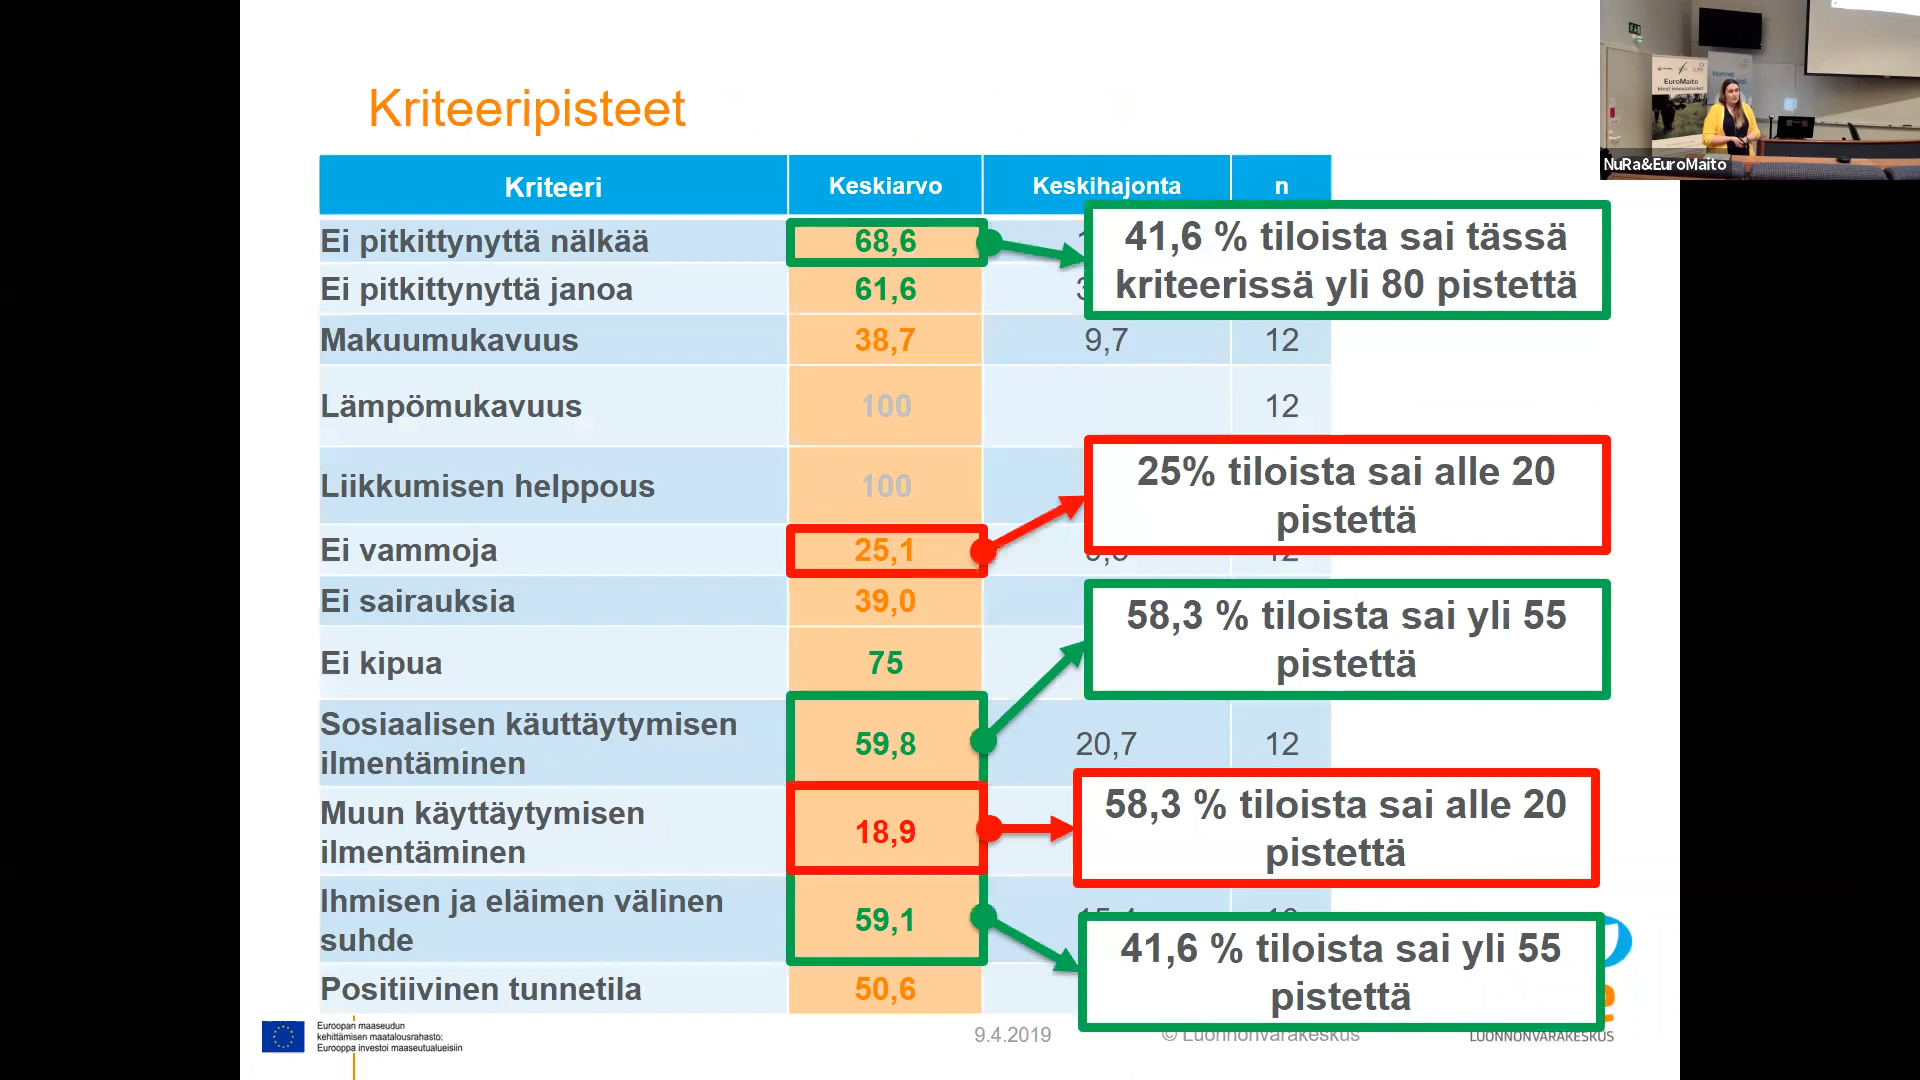 Kriteeripisteet
Kriteeri Keskiarvo Keskihajonta n
Ei pitkittynyttä nälkää 68,6
41,6 % tiloista sai tässä
kriteerissä yli 80 pistettä
Ei pitkittynyttä janoa 61,6
Makuumukavuus 38,7 9,7 12
Lämpömukavuus 100 12
Liikkumisen helppous 100
25% tiloista sai alle 20
pistettä
Ei vammoja 25,1
Ei sairauksia 39,0
58,3 % tiloista sai yli 55
pistettä
Ei kipua 75
Sosiaalisen käuttäytymisen
ilmentäminen
59,8 20,7 12
Muun käyttäytymisen
ilmentäminen
18,9
58,3 % tiloista sai alle 20
pistettä
Ihmisen ja eläimen välinen
suhde
59,1
41,6 % tiloista sai yli 55
pistettä
Positiivinen tunnetila 50,6
Euroopan maaseudun
kehittämisen maatalousrahasto:
Eurooppa investoi maaseutualueisiin
9.4.2019
© Luonnonvarakeskus
LUONNONVARAKESKUS
EuroMaito
NuRa&EuroMaito